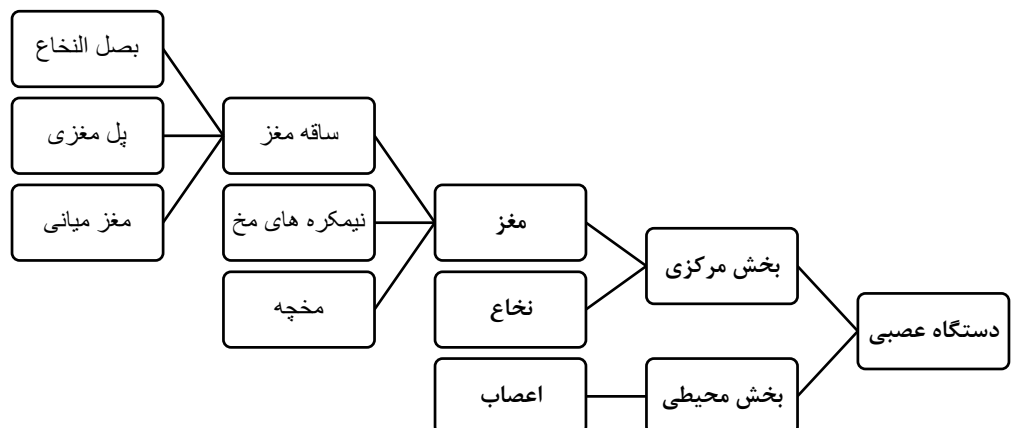 دستگاه عصبی
بخش مرکزی
مغز
ساقه مغز
بصل النخاع
پل مغزی
مغز میانی
نیمکره های مخ
مخچه
نخاع
بخش محیطی
اعصاب